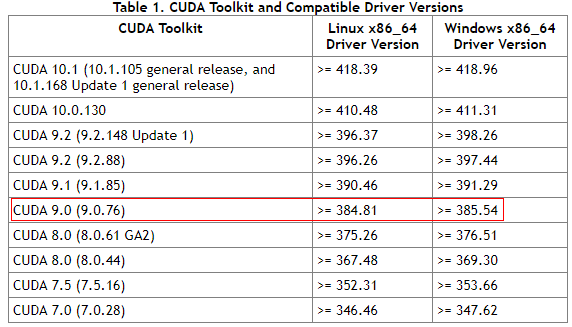 Table 1. CUDA Toolkit and Compatible Driver Versions
CUDA Toolkit Linux x86_64 Windows x86_64
Driver Version Driver Version
CUDA 10.1 (10.1.105 general release, and >= 418.39 >= 418.96
10.1.168 Update 1 general release)
CUDA 10.0.130 >= 410.48 >= 411.31
CUDA 9.2 (9.2.148 Update 1) >= 396.37 >= 398.26
CUDA 9.2 (9.2.88) >= 396.26 >= 397.44
CUDA 9.1 (9.1.85) >= 390.46 >= 391.29
CUDA 9.0 (9.0.76) >= 384.81 >= 385.54
CUDA 8.0 (8.0.61 GA2) >= 375.26 >= 376.51
CUDA 8.0 (8.0.44) >= 367.48 >= 369.30
CUDA 7.5 (7.5.16) >= 352.31 >= 353.66
CUDA 7.0 (7.0.28) >= 346.46 >= 347.62